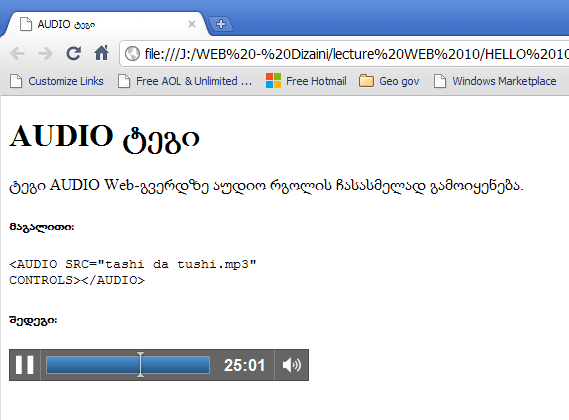 AUDIO ტეგი
file:///J:/WEB%20-%20Dizaini/lecture%20WEB%2010/HELLO%2010
Customize Links
Free AOL & Unlimited ...
Free Hotmail
Geo gov
Windows Marketplace
AUDIO ტეგი
ტეგი AUDIO Web-გვერდზე აუდიო რგოლის ჩასასმელად გამოიყენება.
მაგალითი:
<AUDIO SRC="tashi da tushi.mp3"
CONTROLS></AUDIO>
შედეგი:
25:01